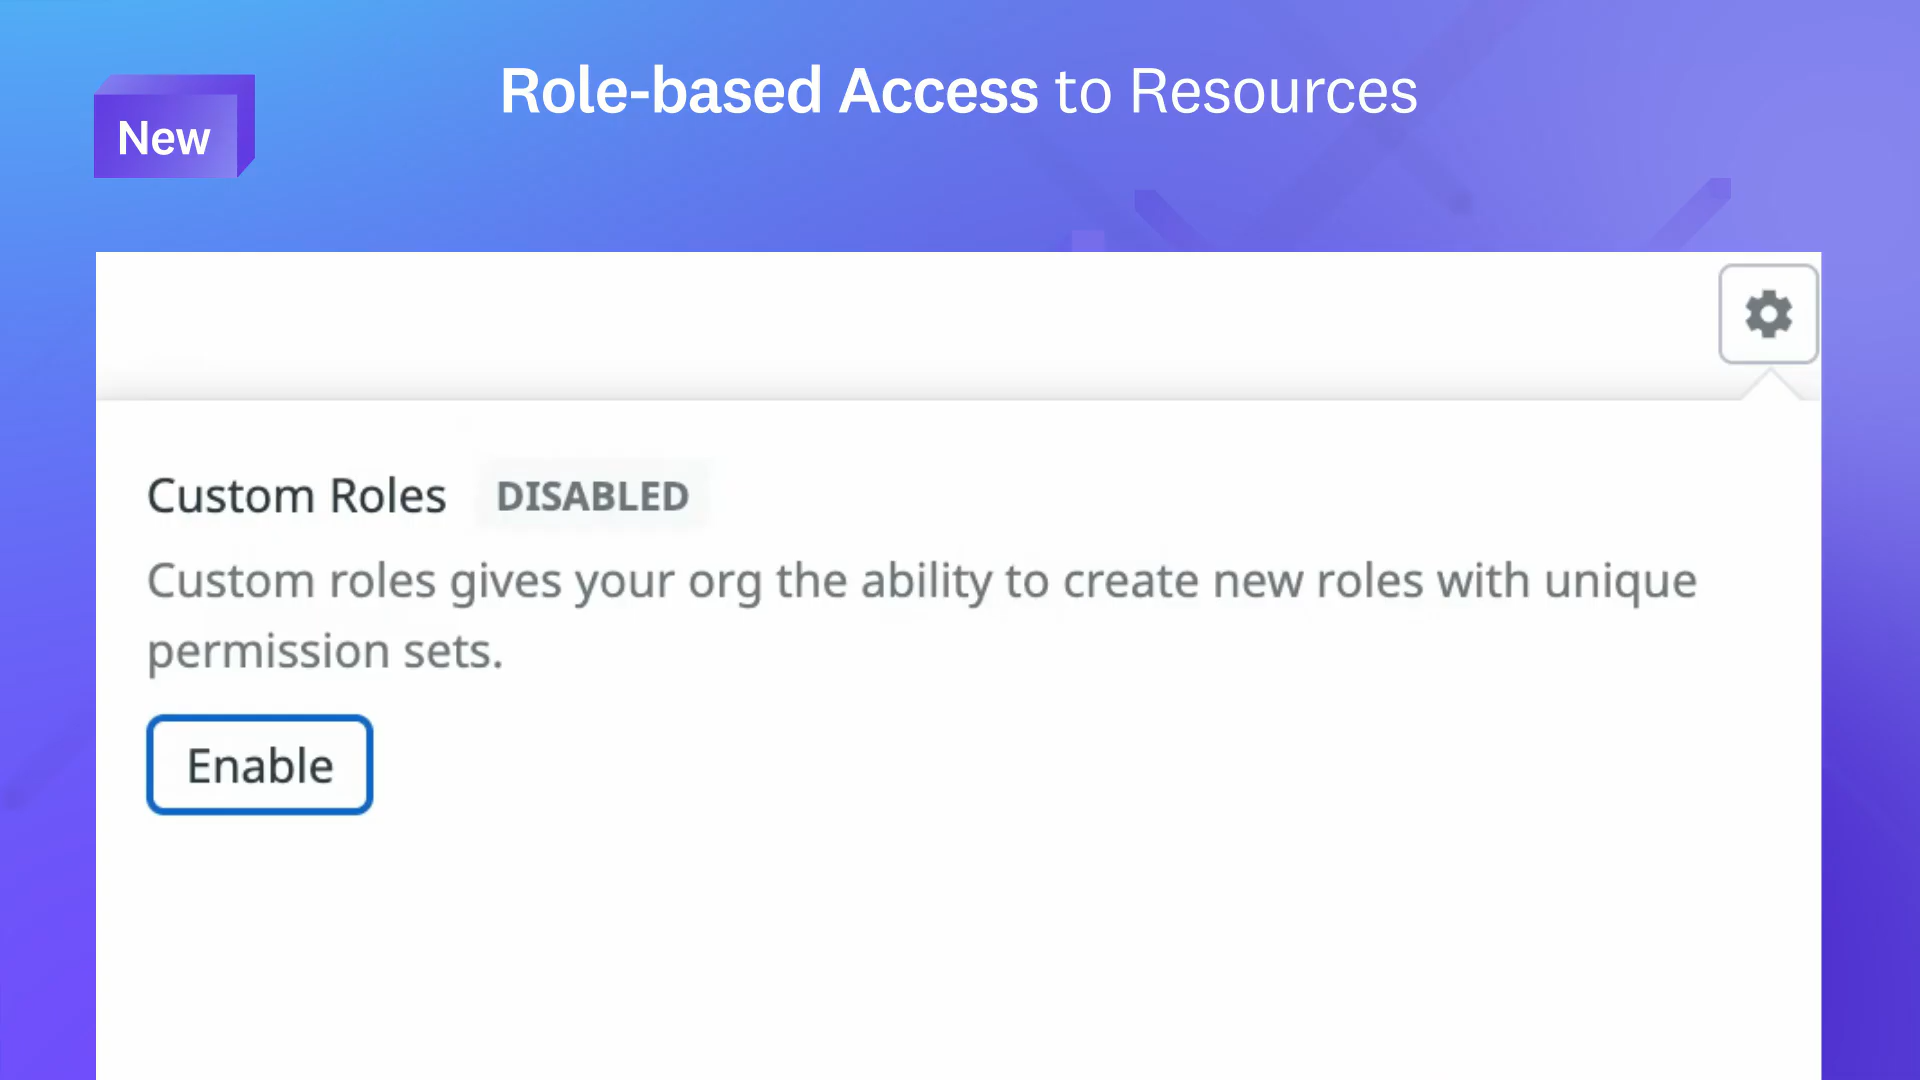 Role-based Access to Resources
New
Custom Roles DISABLED
Custom roles gives your org the ability to create new roles with unique
permission sets.
Enable